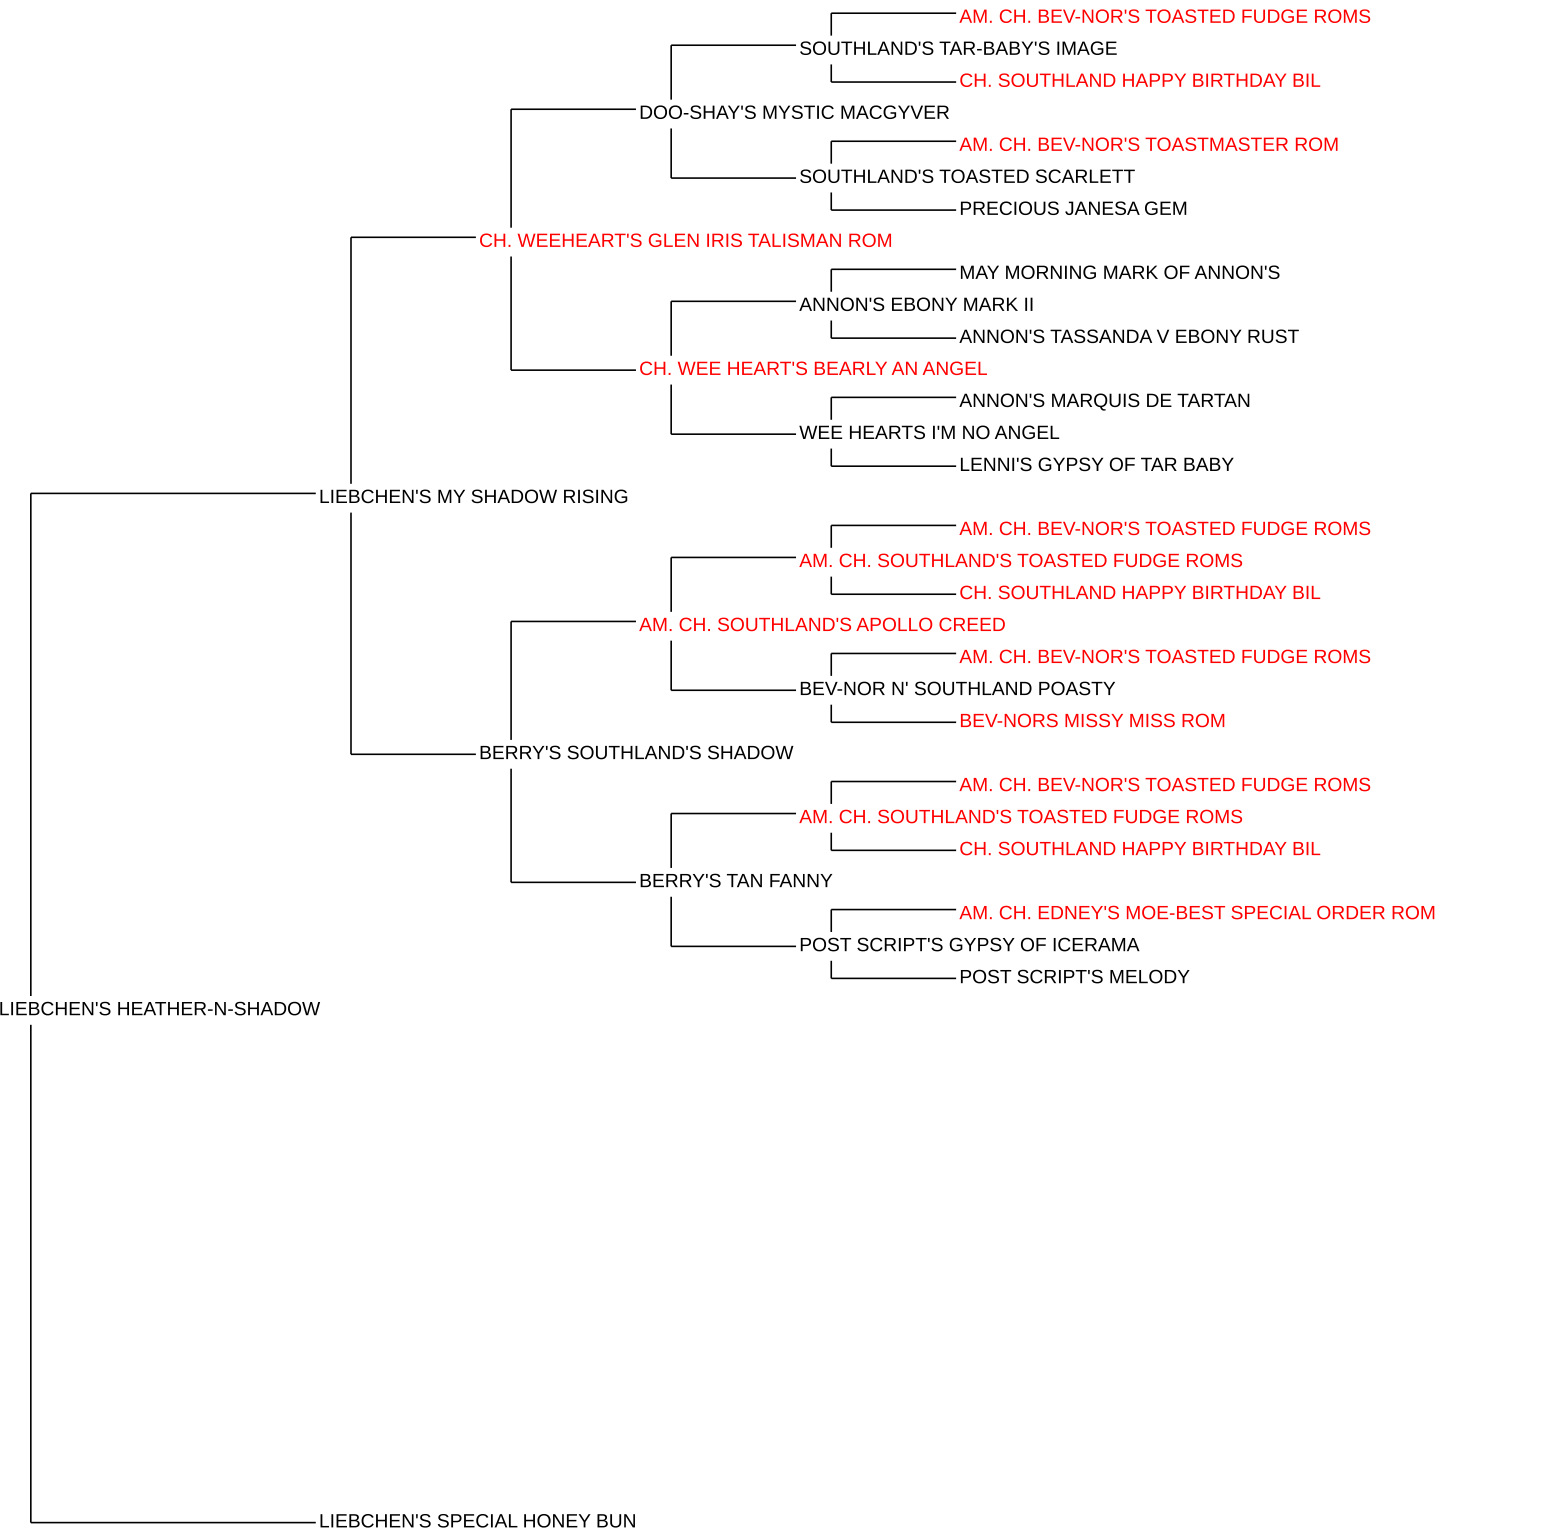 AM. CH. BEV-NOR'S TOASTED FUDGE ROMS
SOUTHLAND'S TAR-BABY'S IMAGE
CH. SOUTHLAND HAPPY BIRTHDAY BIL
DOO-SHAY'S MYSTIC MACGYVER
AM. CH. BEV-NOR'S TOASTMASTER ROM
SOUTHLAND'S TOASTED SCARLETT
PRECIOUS JANESA GEM
CH. WEEHEART'S GLEN IRIS TALISMAN ROM
MAY MORNING MARK OF ANNON'S
ANNON'S EBONY MARK II
ANNON'S TASSANDA V EBONY RUST
CH. WEE HEART'S BEARLY AN ANGEL
ANNON'S MARQUIS DE TARTAN
WEE HEARTS I'M NO ANGEL
LENNI'S GYPSY OF TAR BABY
LIEBCHEN'S MY SHADOW RISING
AM. CH. BEV-NOR'S TOASTED FUDGE ROMS
AM. CH. SOUTHLAND'S TOASTED FUDGE ROMS
CH. SOUTHLAND HAPPY BIRTHDAY BIL
AM. CH. SOUTHLAND'S APOLLO CREED
AM. CH. BEV-NOR'S TOASTED FUDGE ROMS
BEV-NOR N' SOUTHLAND POASTY
BEV-NORS MISSY MISS ROM
BERRY'S SOUTHLAND'S SHADOW
AM. CH. BEV-NOR'S TOASTED FUDGE ROMS
AM. CH. SOUTHLAND'S TOASTED FUDGE ROMS
CH. SOUTHLAND HAPPY BIRTHDAY BIL
BERRY'S TAN FANNY
AM. CH. EDNEY'S MOE-BEST SPECIAL ORDER ROM
POST SCRIPT'S GYPSY OF ICERAMA
POST SCRIPT'S MELODY
LIEBCHEN'S HEATHER-N-SHADOW
LIEBCHEN'S SPECIAL HONEY BUN